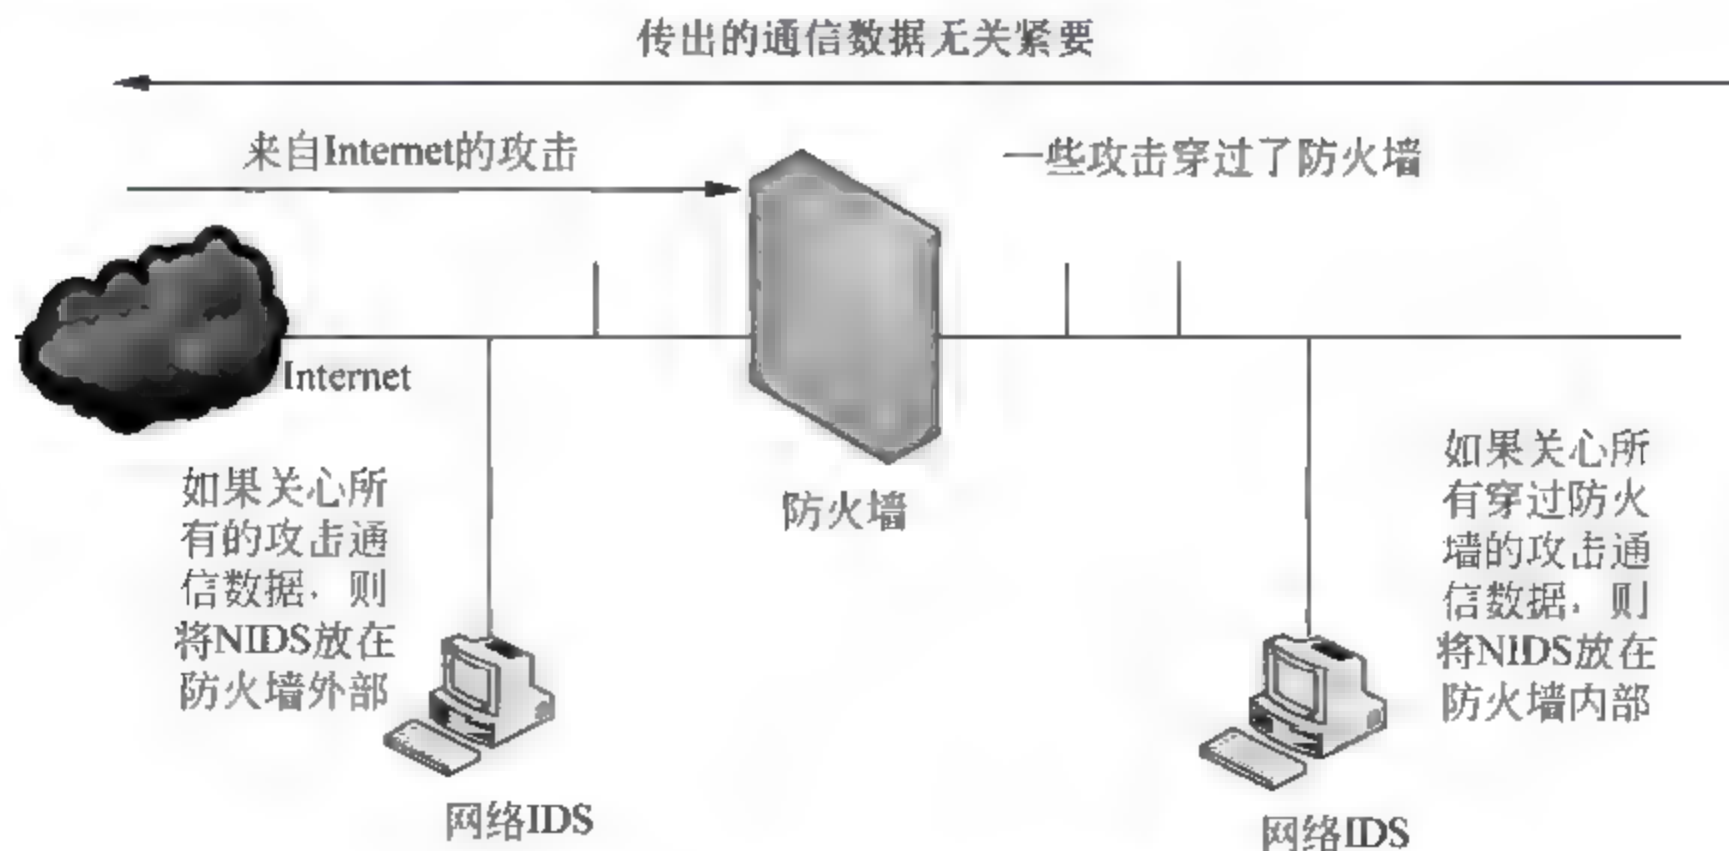 传出的通信数据无关紧要
来自Internet的攻击
一些攻击穿过了防火墙
Internet
如果关心所
有的攻击通
信数据，则
将NIDS放在
防火墙外部
防火墙
如果关心所
有穿过防火
墙的攻击通
信数据，则
将NIDS放在
防火墙内部
网络IDS
网络IDS